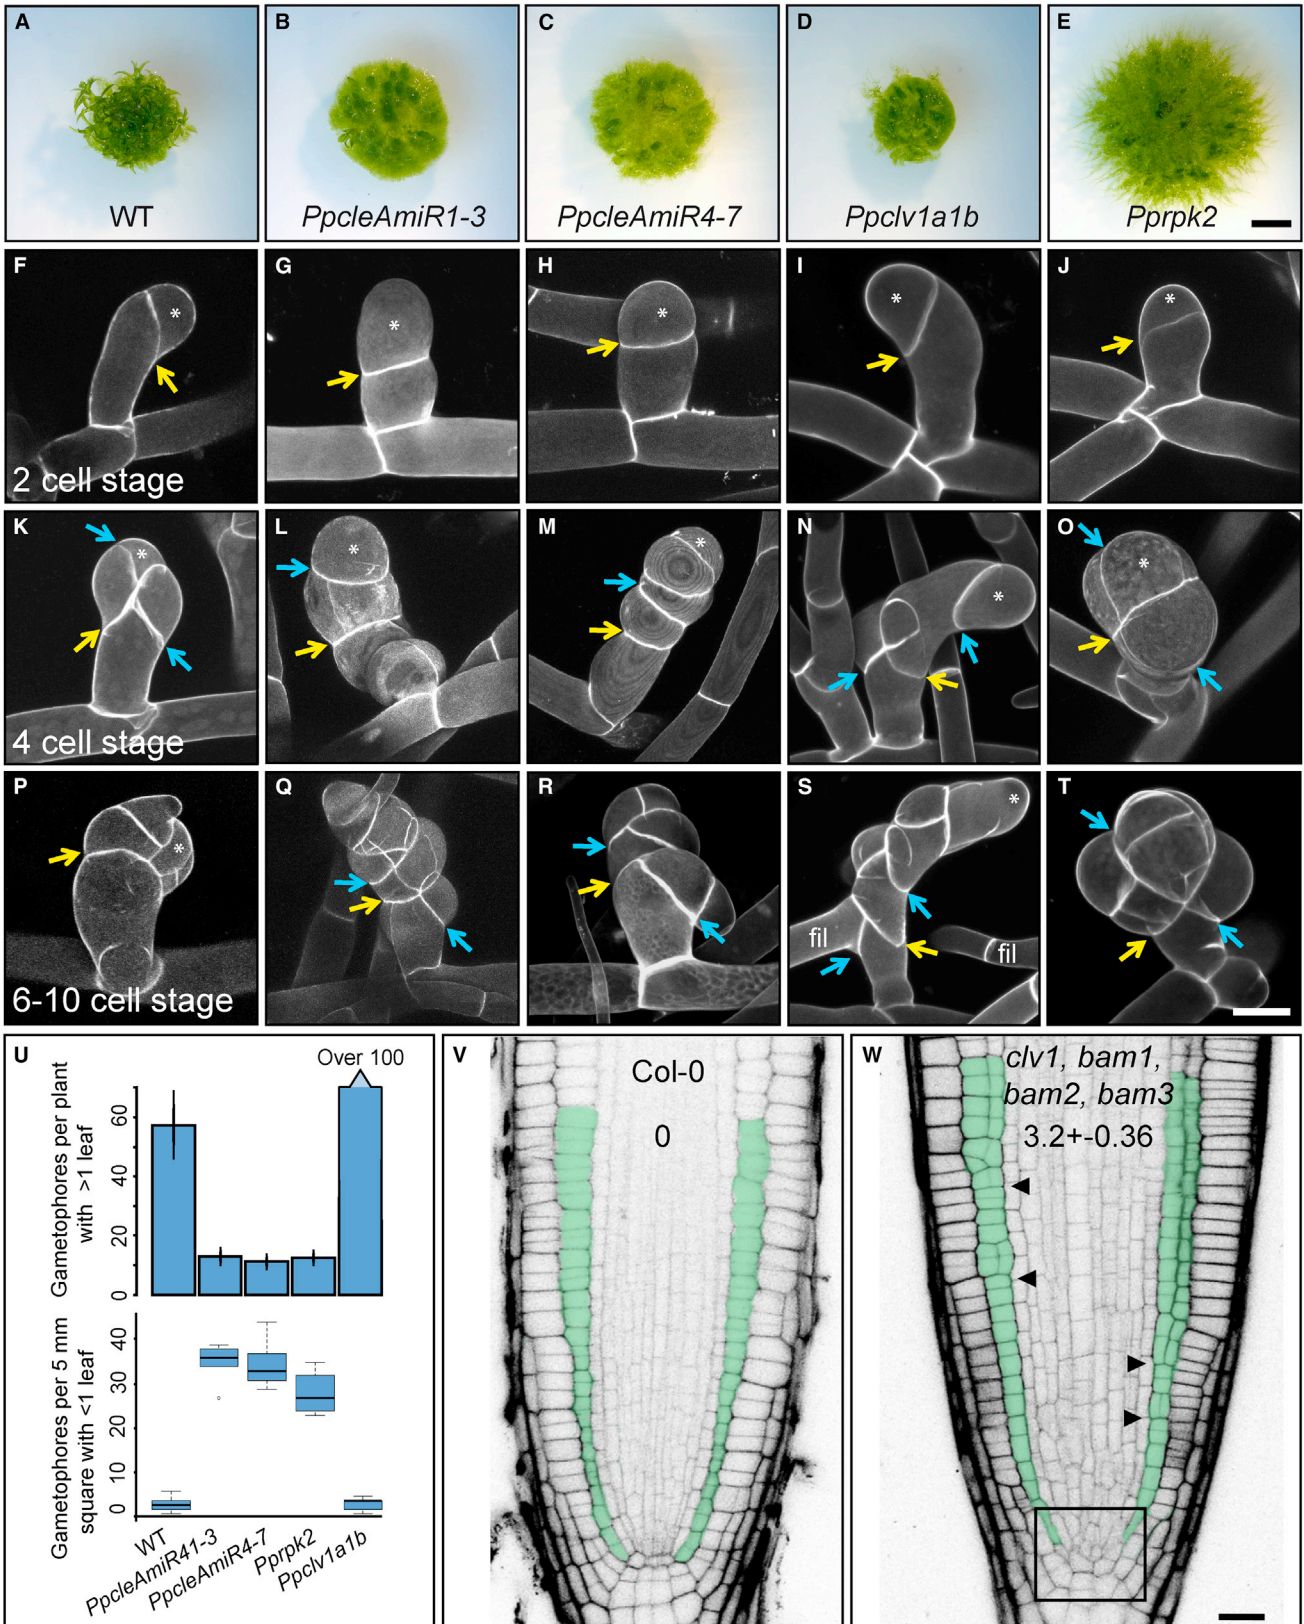 A
WT
B
PpcleAmiR1-3
C
PpcleAmiR4-7
D
Ppclv1a1b
E
Pprpk2
F
*
2 cell stage
G
*
H
*
I
*
J
*
K
*
4 cell stage
L
*
M
*
N
*
O
*
P
*
6-10 cell stage
Q
R
S
*
fil
fil
T
U
Over 100
Gametophores per plant
with >1 leaf
60
40
20
0
Gametophores per 5 mm
square with <1 leaf
40
30
20
10
0
WT
PpcleAmiR41-3
PpcleAmiR4-7
Pprpk2
Ppclv1a1b
V
Col-0
0
W
clv1, bam1,
bam2, bam3
3.2+-0.36